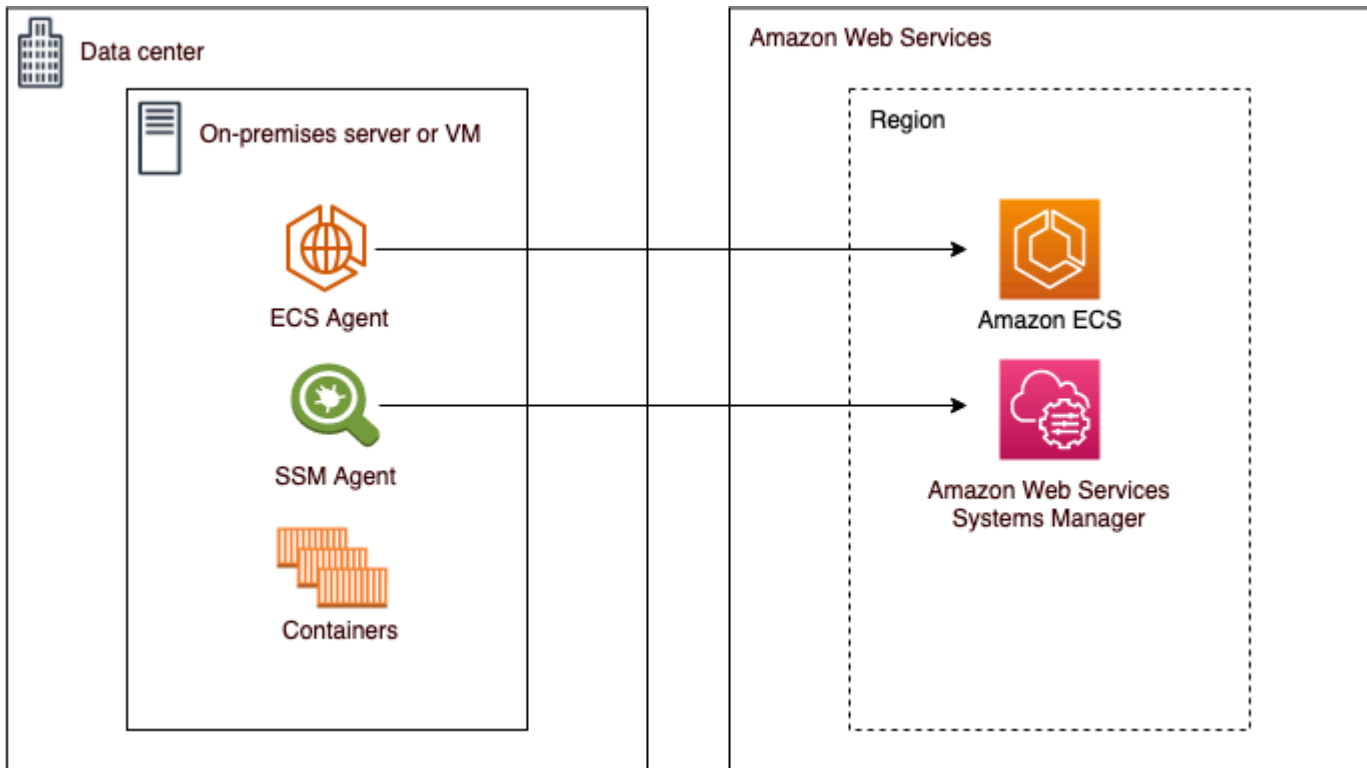 Data center
On-premises server or VM
ECS Agent
SSM Agent
Containers
Amazon Web Services
Region
Amazon ECS
Amazon Web Services
Systems Manager